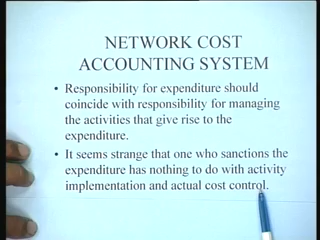 NETWORK COST
ACCOUNTING SYSTEM
• Responsibility for expenditure should
coincide with responsibility for managing
the activities that give rise to the
expenditure.
• It seems strange that one who sanctions the
expenditure has nothing to do with activity
implementation and actual cost control.